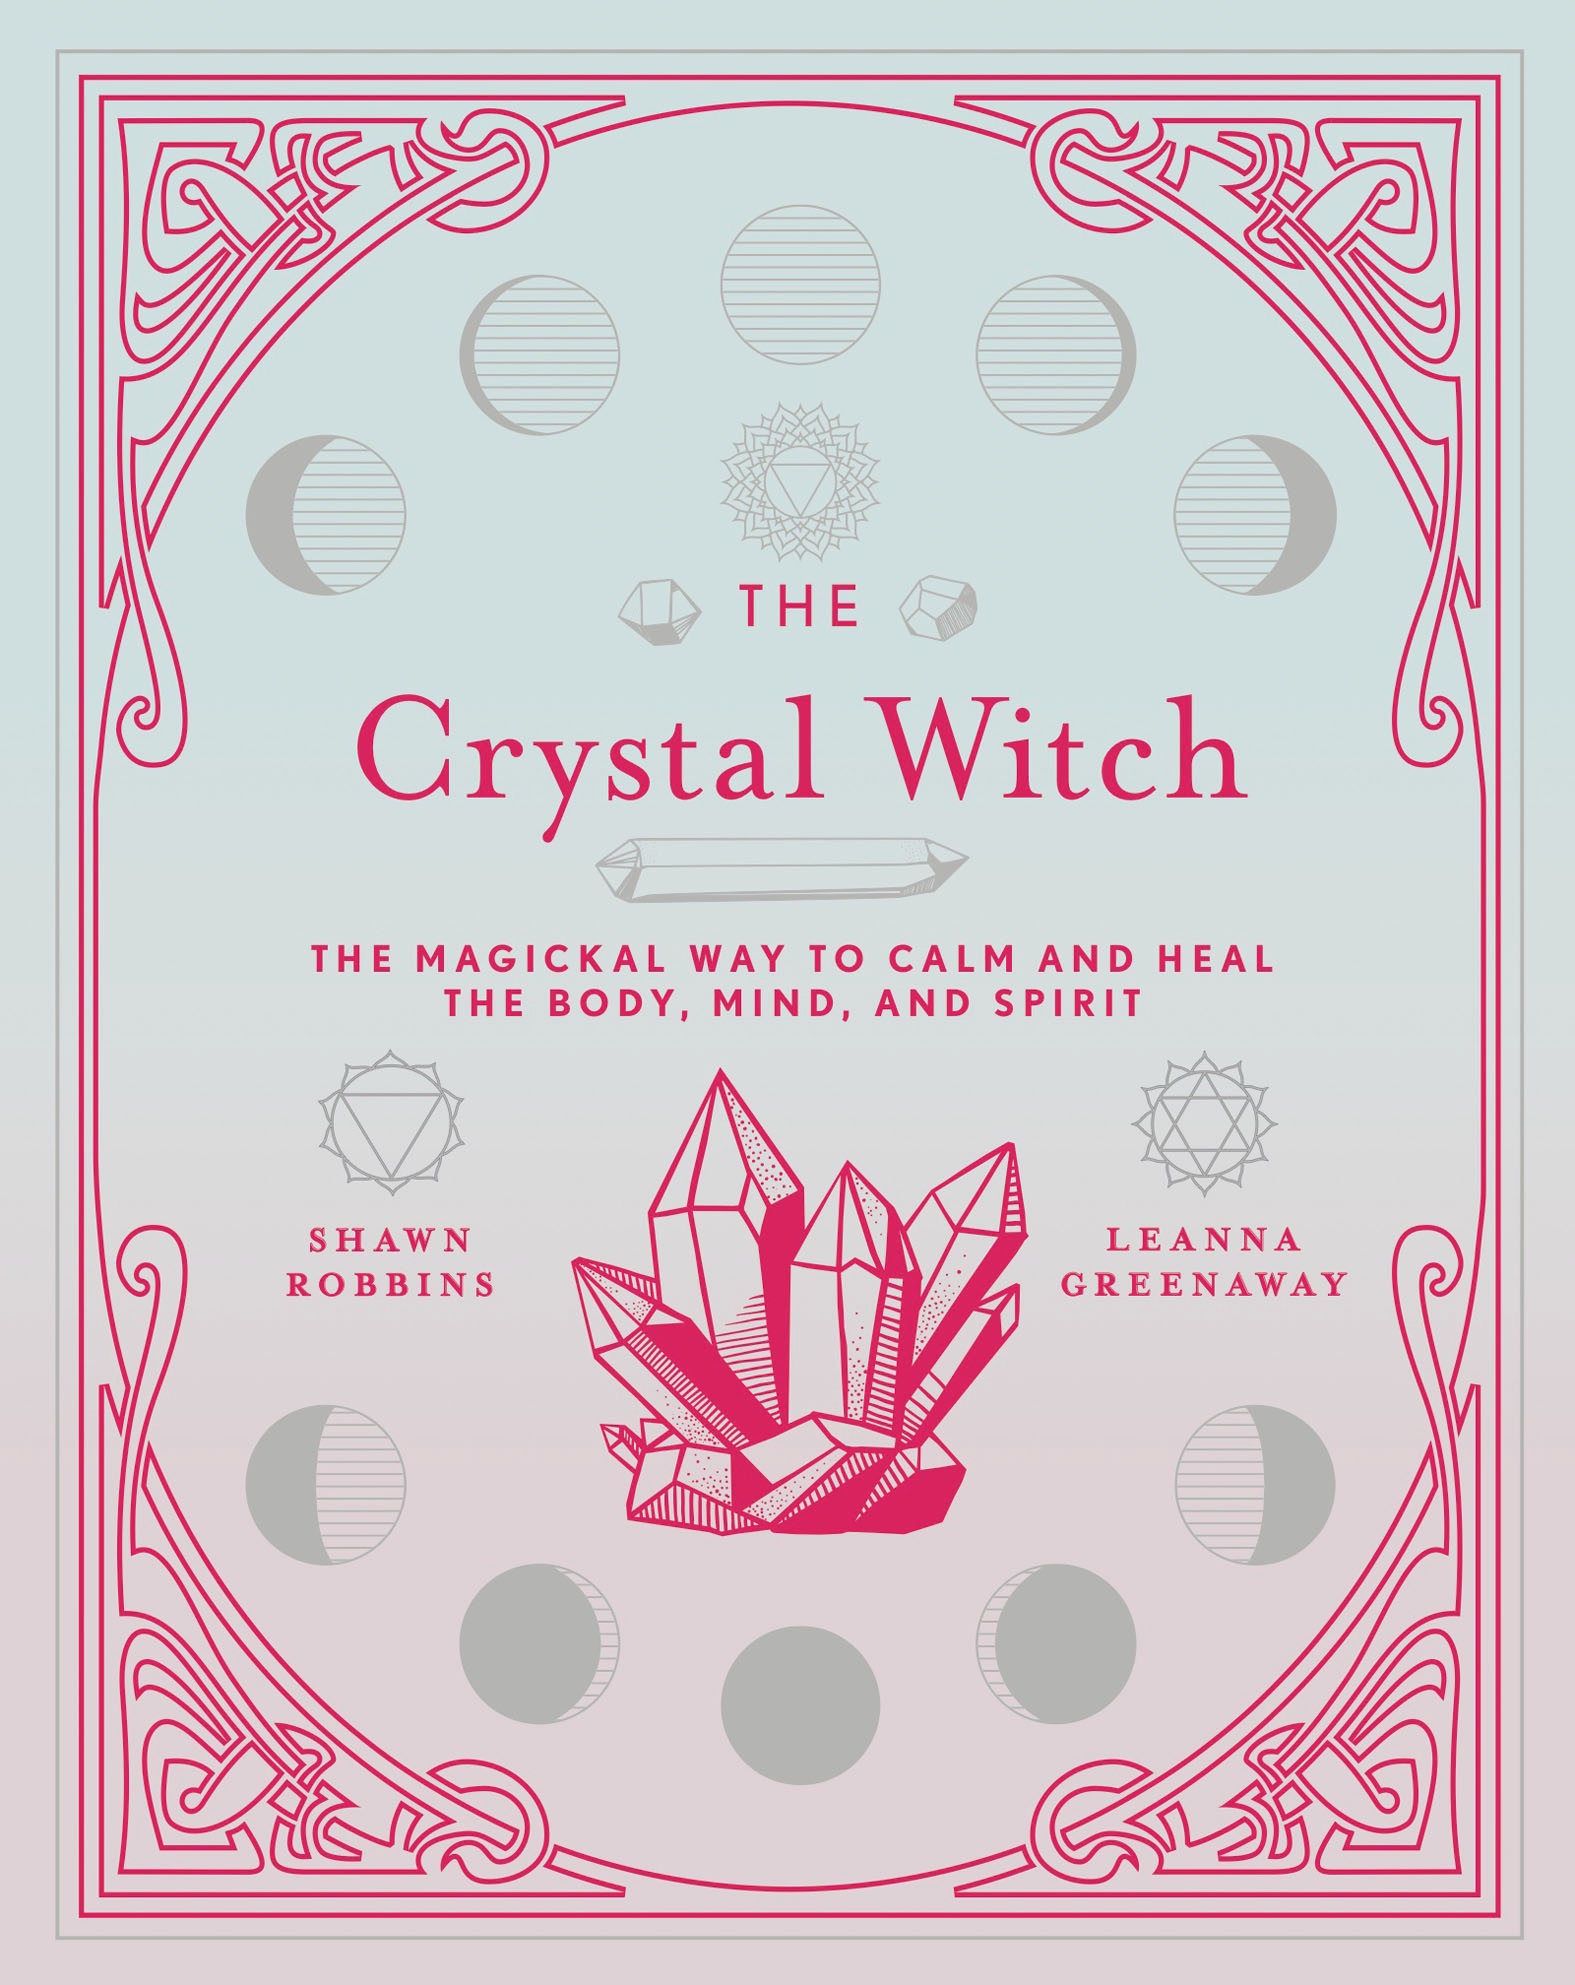 THE
Crystal Witch
THE MAGICKAL WAY TO CALM AND HEAL
THE BODY, MIND, AND SPIRIT
SHAWN
ROBBINS
LEANNA
GREENAWAY